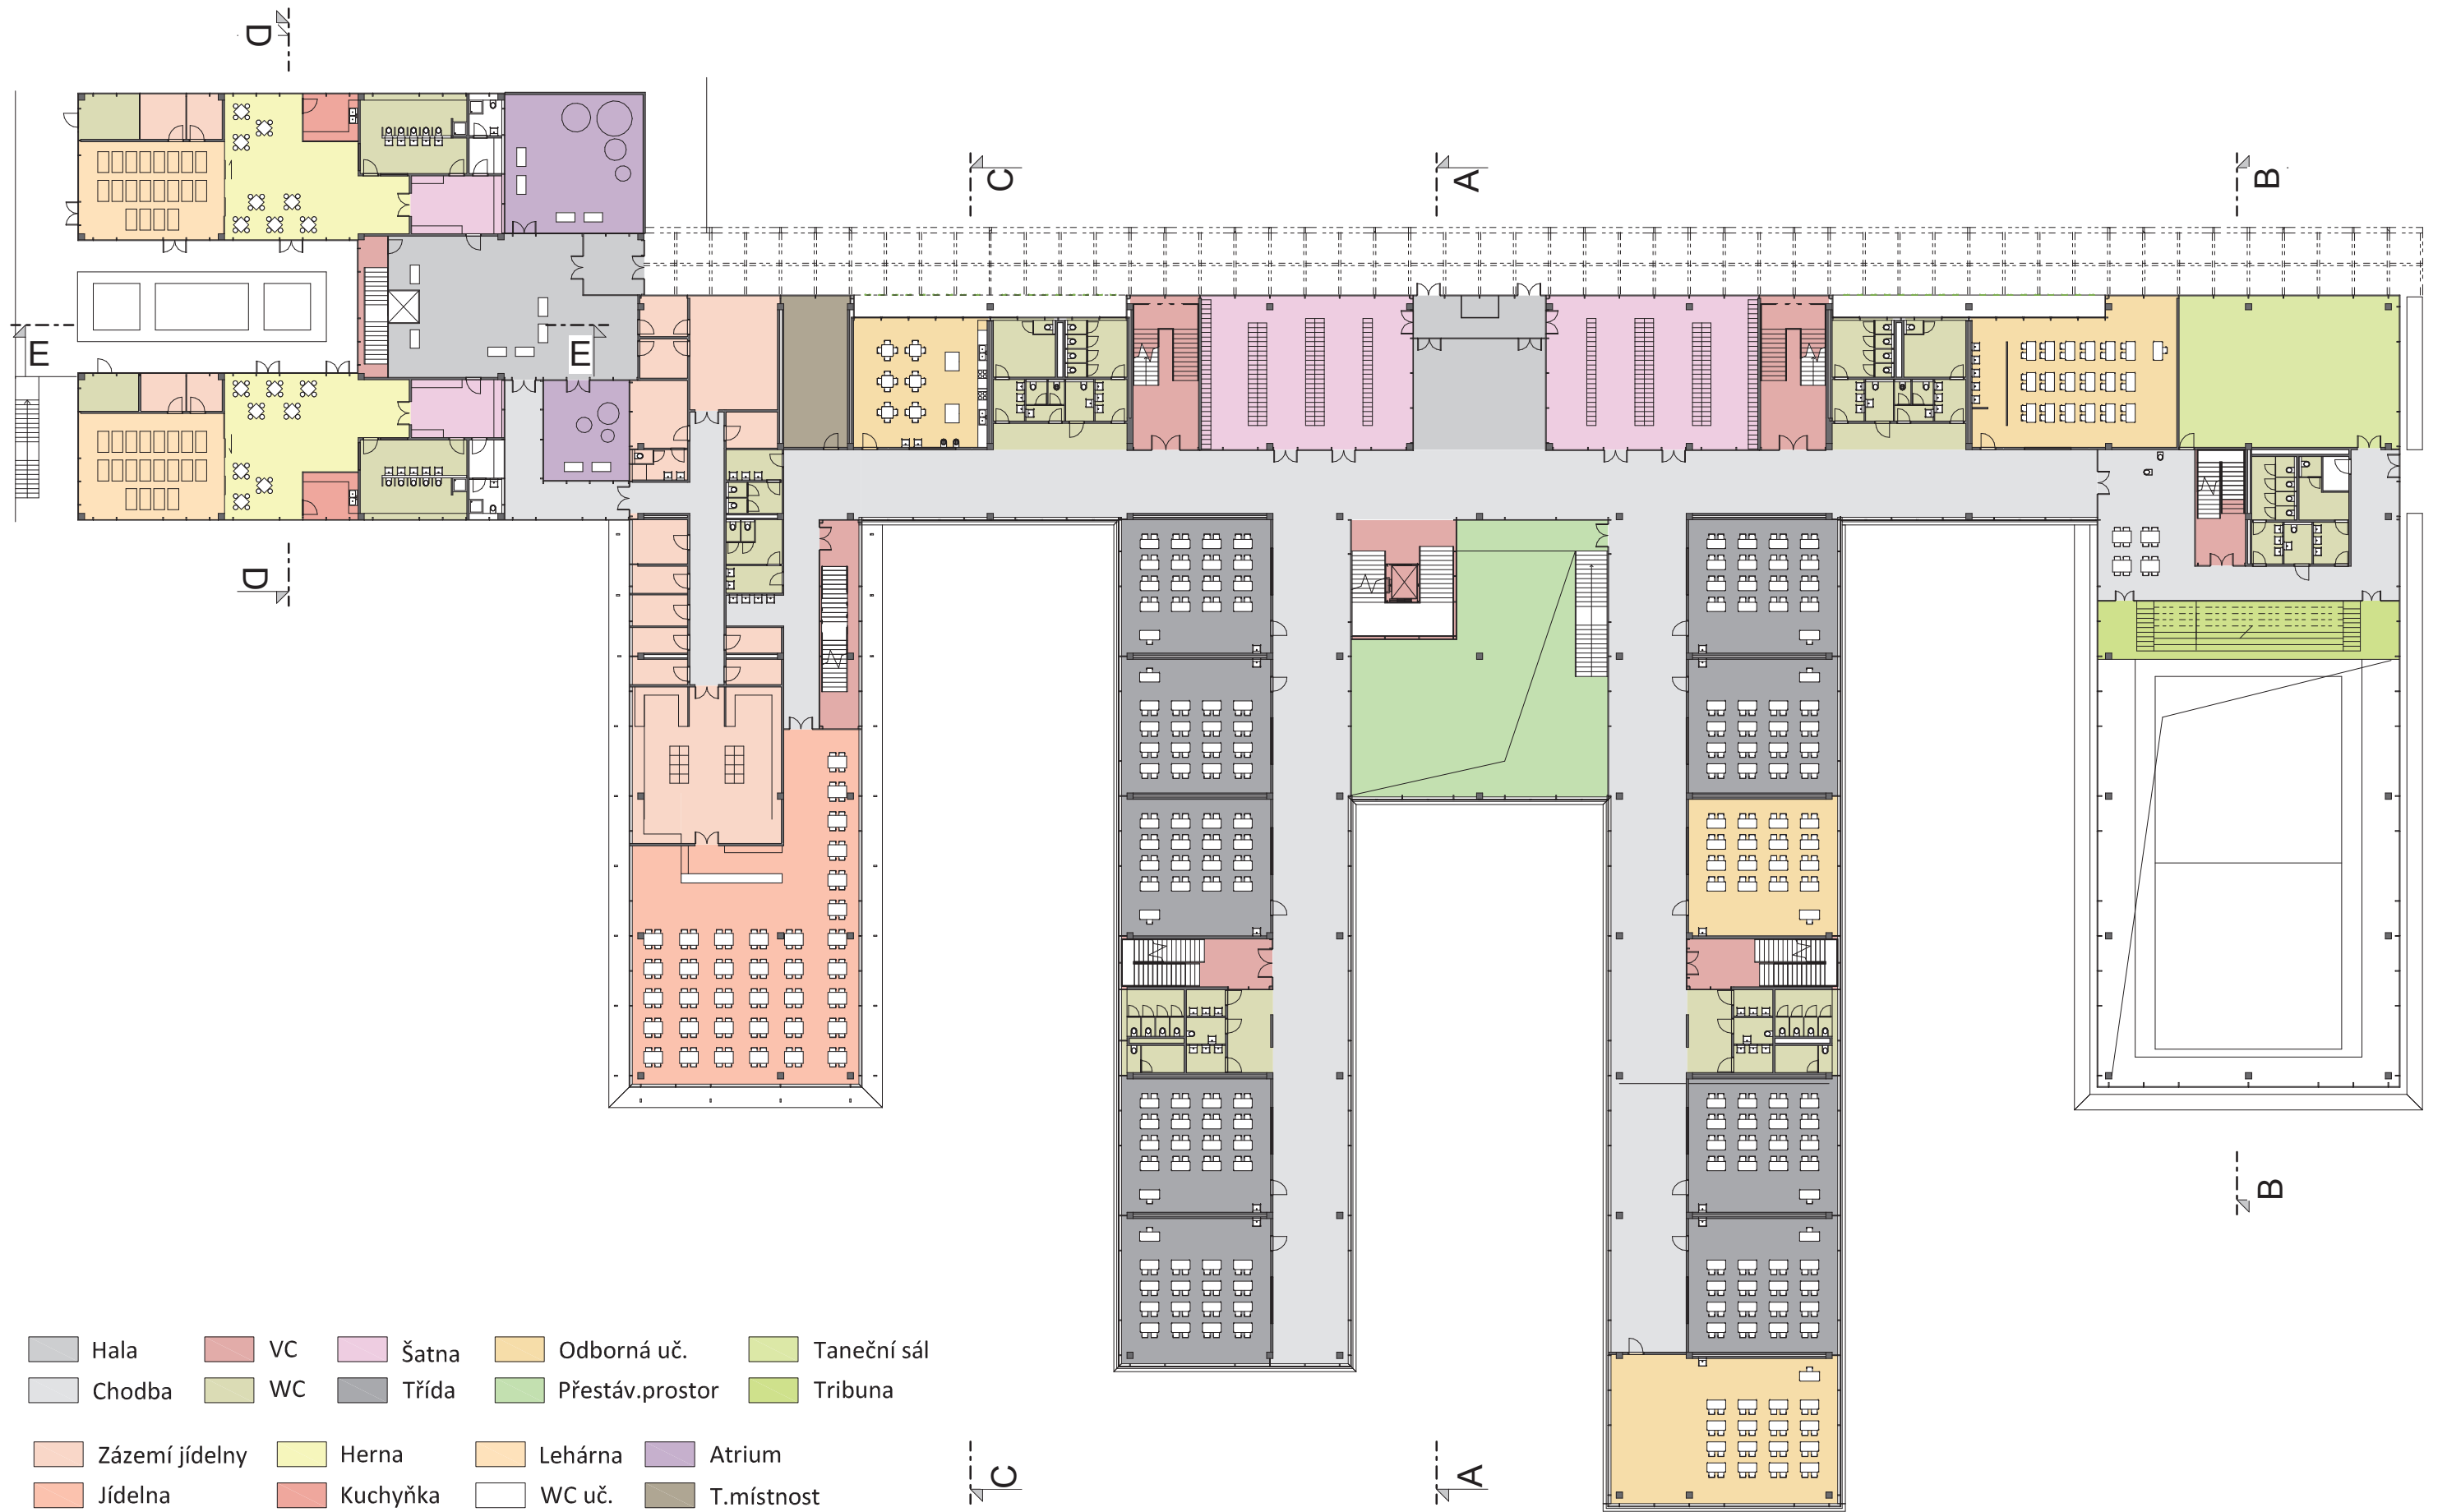 D
C
A
B
E
E
D
B
Hala
VC
Šatna
Odborná uč.
Taneční sál
Chodba
WC
Třída
Přestáv.prostor
Tribuna
Zázemí jídelny
Herna
Lehárna
Atrium
Jídelna
Kuchyňka
WC uč.
T.místnost
C
A